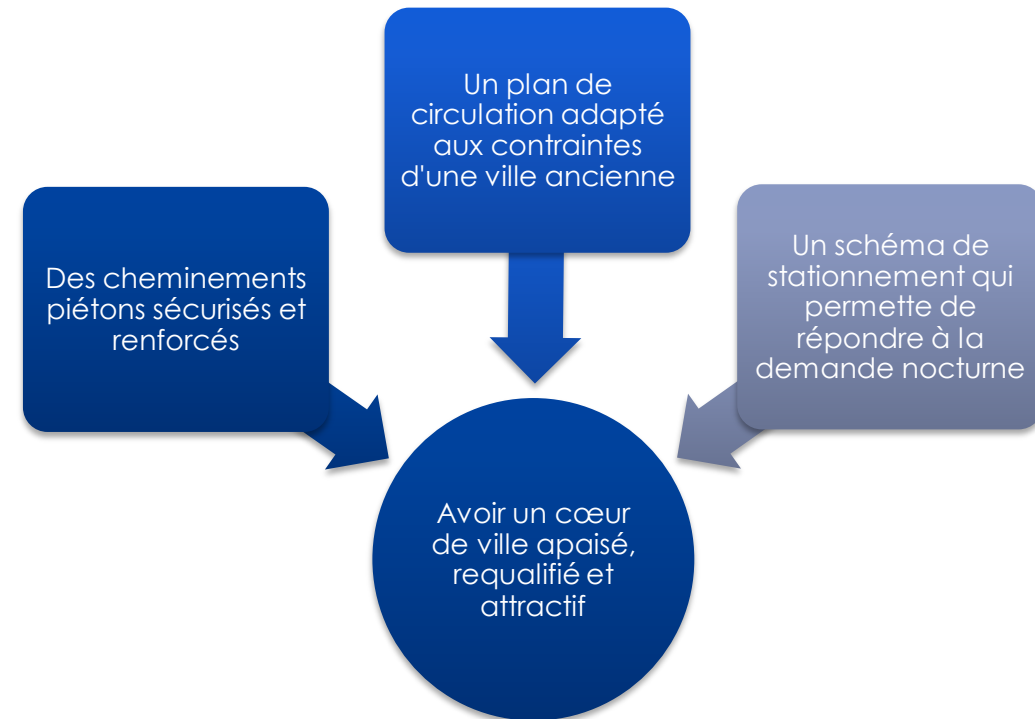 Un plan de
circulation adapté
aux contraintes
d'une ville ancienne
Des cheminements
piétons sécurisés et
renforcés
Un schéma de
stationnement qui
permette de
répondre à la
demande nocturne
Avoir un cœur
de ville apaisé,
requalifié et
attractif